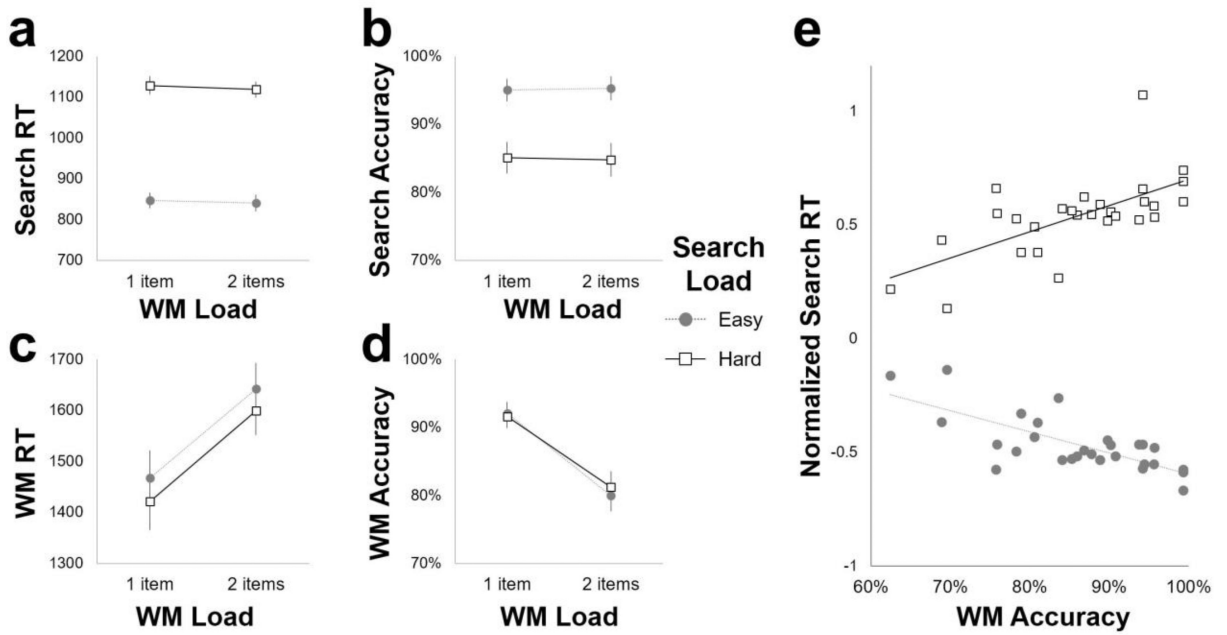 a
1200
1100
1000
900
800
700
Search RT
1 item
2 items
WM Load
b
100%
90%
80%
70%
Search Accuracy
1 item
2 items
WM Load
c
1700
1600
1500
1400
1300
WM RT
1 item
2 items
WM Load
d
100%
90%
80%
70%
WM Accuracy
1 item
2 items
WM Load
Search
Load
Easy
Hard
e
1
0.5
0
-0.5
-1
Normalized Search RT
60%
70%
80%
90%
100%
WM Accuracy